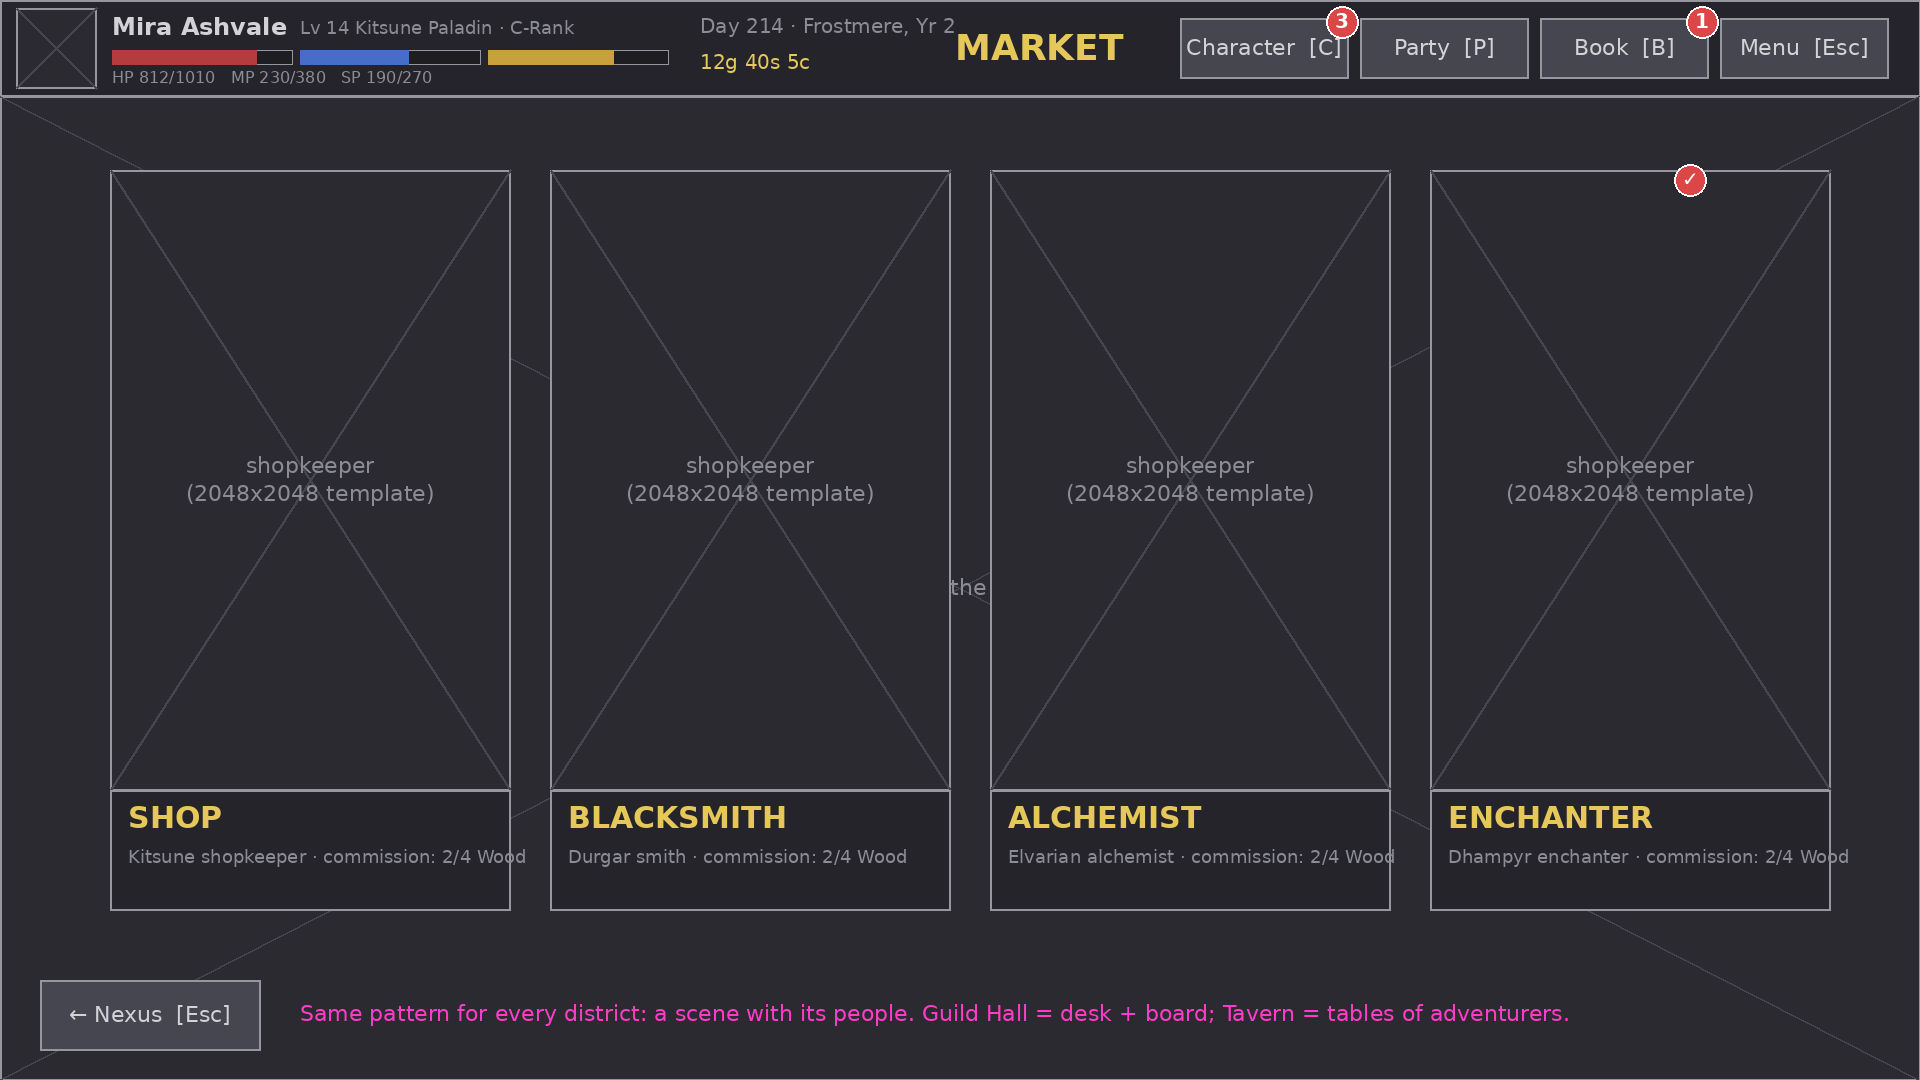 Mira Ashvale Lv 14 Kitsune Paladin · C-Rank
HP 812/1010 MP 230/380 SP 190/270
Day 214 · Frostmere, Yr 2
12g 40s 5c
MARKET
Character [C]
3
Party [P]
Book [B]
1
Menu [Esc]
✓
shopkeeper
(2048x2048 template)
shopkeeper
(2048x2048 template)
shopkeeper
(2048x2048 template)
shopkeeper
(2048x2048 template)
the
SHOP
Kitsune shopkeeper · commission: 2/4 Wood
BLACKSMITH
Durgar smith · commission: 2/4 Wood
ALCHEMIST
Elvarian alchemist · commission: 2/4 Wood
ENCHANTER
Dhampyr enchanter · commission: 2/4 Wood
← Nexus [Esc]
Same pattern for every district: a scene with its people. Guild Hall = desk + board; Tavern = tables of adventurers.